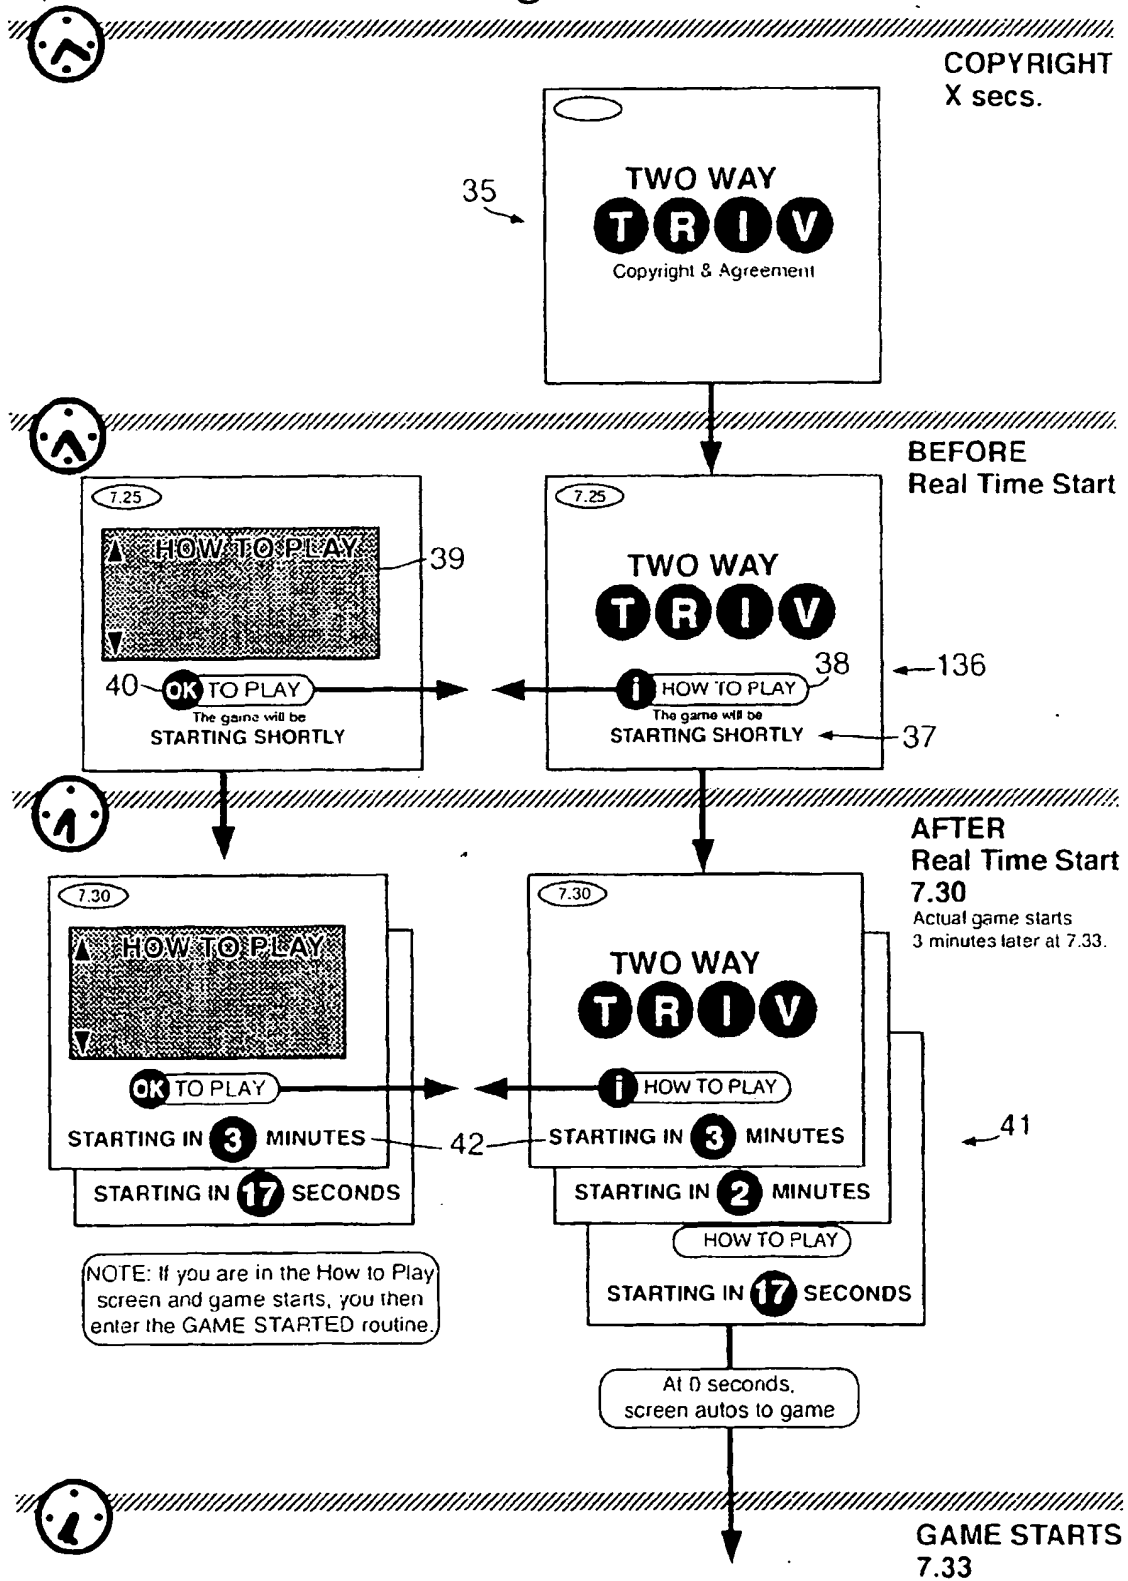 COPYRIGHT
X secs.
35
TWO WAY
TRIV
Copyright & Agreement
BEFORE
Real Time Start
7.25
HOW TO PLAY
39
40
OK TO PLAY
The game will be
STARTING SHORTLY
7.25
TWO WAY
TRIV
136
38
i HOW TO PLAY
The game will be
STARTING SHORTLY
37
AFTER
Real Time Start
7.30
Actual game starts
3 minutes later at 7.33.
7.30
HOW TO PLAY
OK TO PLAY
STARTING IN 3 MINUTES
42
STARTING IN 17 SECONDS
NOTE: If you are in the How to Play
screen and game starts, you then
enter the GAME STARTED routine.
7.30
TWO WAY
TRIV
i HOW TO PLAY
STARTING IN 3 MINUTES
41
STARTING IN 2 MINUTES
HOW TO PLAY
STARTING IN 17 SECONDS
At 0 seconds,
screen autos to game
GAME STARTS
7.33